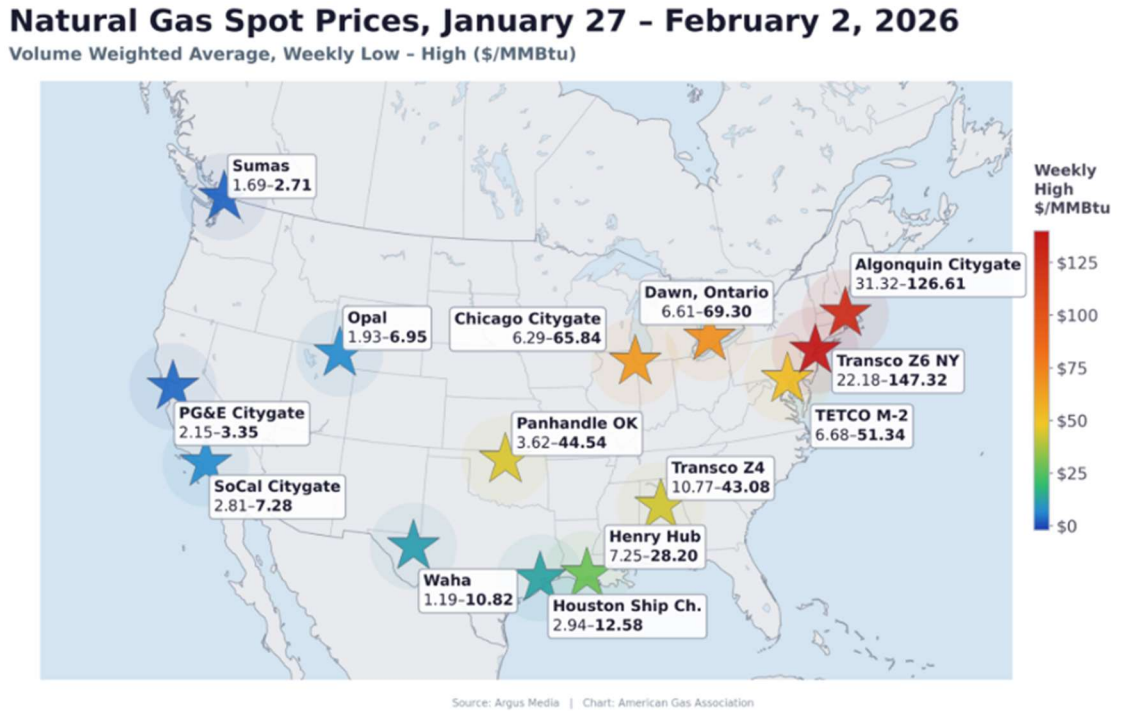 Natural Gas Spot Prices, January 27 – February 2, 2026
Volume Weighted Average, Weekly Low – High ($/MMBtu)
Sumas
1.69–2.71
Weekly
High
$/MMBtu
$125
$100
$75
$50
$25
$0
Algonquin Citygate
31.32–126.61
Dawn, Ontario
6.61–69.30
Opal
1.93–6.95
Chicago Citygate
6.29–65.84
Transco Z6 NY
22.18–147.32
PG&E Citygate
2.15–3.35
TETCO M-2
6.68–51.34
Panhandle OK
3.62–44.54
Transco Z4
10.77–43.08
SoCal Citygate
2.81–7.28
Henry Hub
7.25–28.20
Waha
1.19–10.82
Houston Ship Ch.
2.94–12.58
Source: Argus Media | Chart: American Gas Association